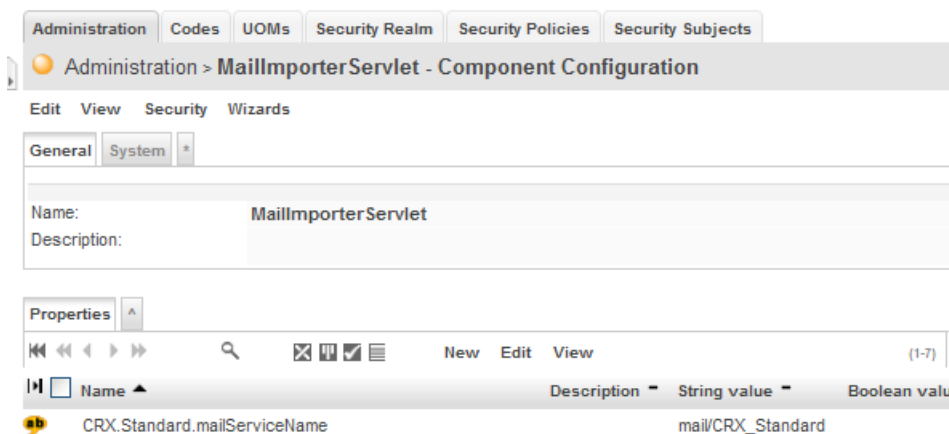 Administration Codes UOMs Security Realm Security Policies Security Subjects
Administration > MailImporterServlet - Component Configuration
Edit View Security Wizards
General System *
Name: MailImporterServlet
Description:
Properties ^
New Edit View (1-7)
Name Description String value Boolean valu
ab CRX.Standard.mailServiceName mail/CRX_Standard